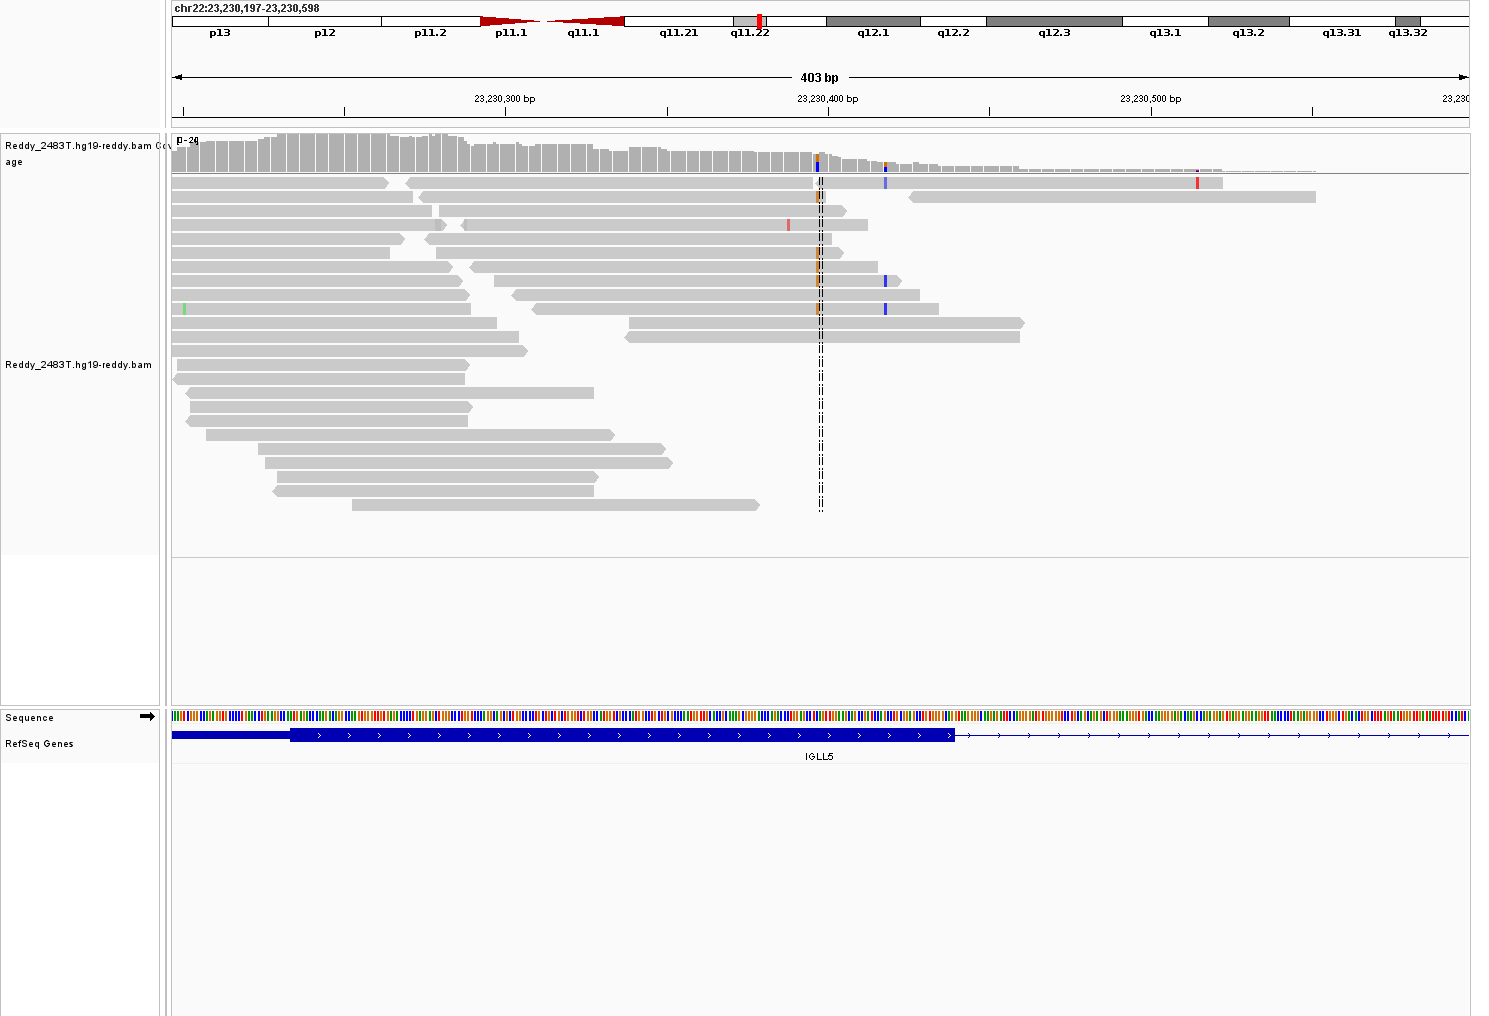 chr22:23,230,197-23,230,598
p13 p12 p11.2 p11.1 q11.1 q11.21 q11.22 q12.1 q12.2 q12.3 q13.1 q13.2 q13.31 q13.32
403 bp
23,230,300 bp 23,230,400 bp 23,230,500 bp 23,230
Reddy_2483T.hg19-reddy.bam Cov
age
Reddy_2483T.hg19-reddy.bam
Sequence
RefSeq Genes
IGLL5